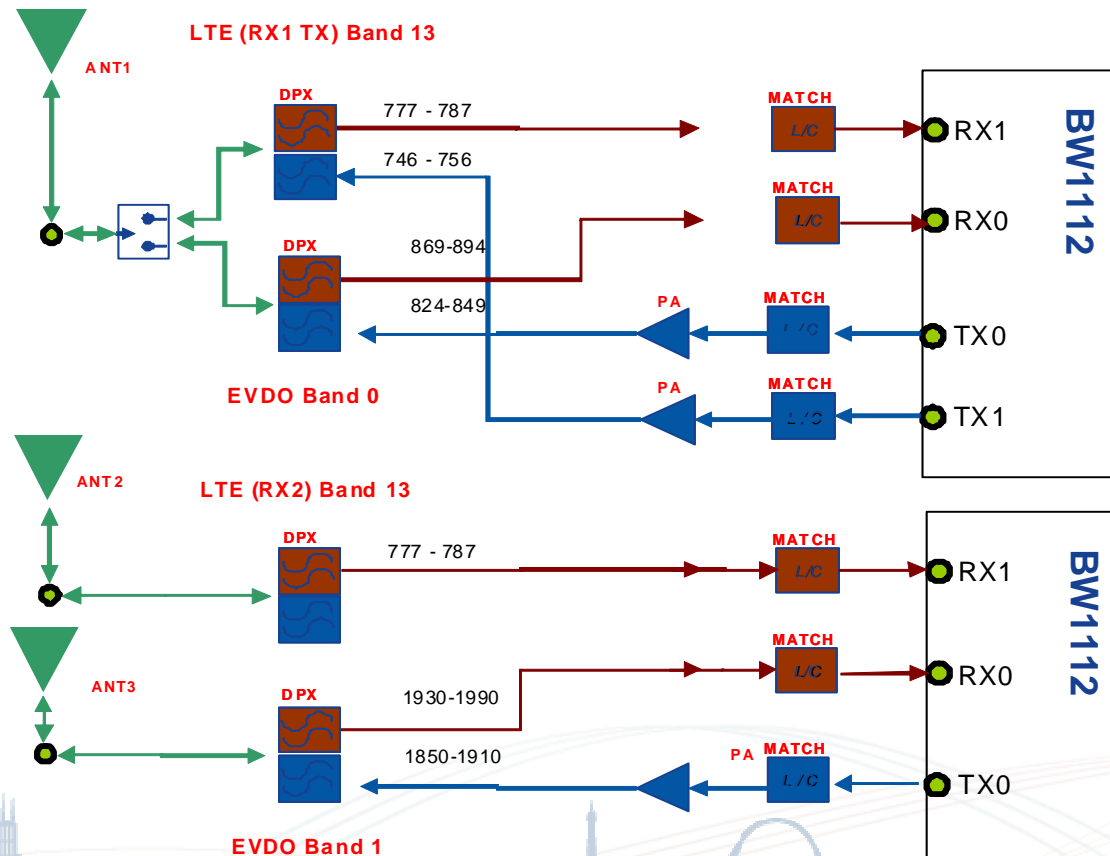 LTE (RX1 TX) Band 13
ANT1
DPX
777 - 787
MATCH
L/C
RX1
BW1112
746 - 756
MATCH
L/C
RX0
DPX
869-894
824-849
PA
MATCH
L/C
TX0
EVDO Band 0
PA
MATCH
L/C
TX1
ANT2
LTE (RX2) Band 13
DPX
777 - 787
MATCH
L/C
RX1
BW1112
ANT3
DPX
1930-1990
MATCH
L/C
RX0
1850-1910
PA
MATCH
L/C
TX0
EVDO Band 1